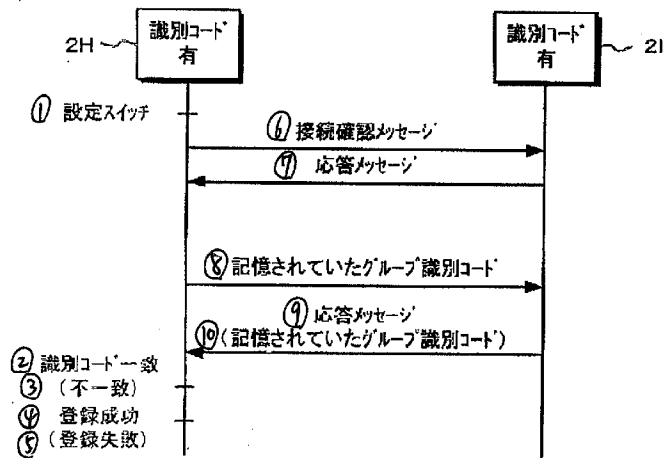 識別コード
有
2H
識別コード
有
2I
① 設定スイッチ
⑥ 接続確認メッセージ
⑦ 応答メッセージ
⑧ 記憶されていたグループ識別コード
⑨ 応答メッセージ
⑩ (記憶されていたグループ識別コード)
② 識別コード一致
③ (不一致)
④ 登録成功
⑤ (登録失敗)